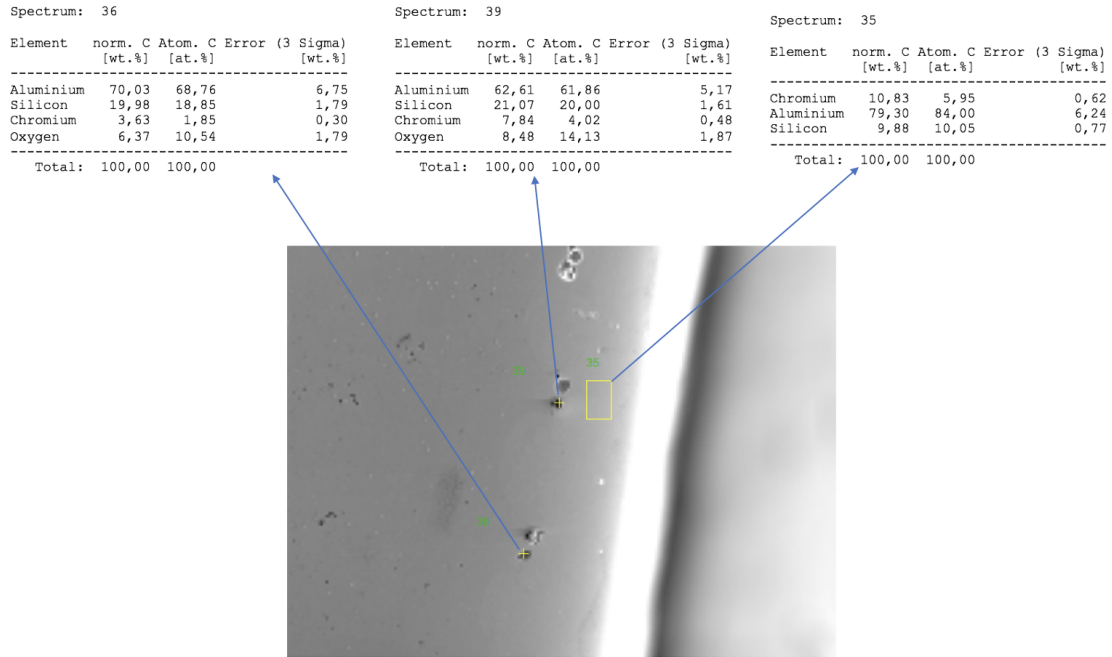 Spectrum: 36
Element norm. C Atom. C Error (3 Sigma)
[wt.%] [at.%] [wt.%]
Aluminium 70,03 68,76 6,75
Silicon 19,98 18,85 1,79
Chromium 3,63 1,85 0,30
Oxygen 6,37 10,54 1,79
Total: 100,00 100,00
Spectrum: 39
Element norm. C Atom. C Error (3 Sigma)
[wt.%] [at.%] [wt.%]
Aluminium 62,61 61,86 5,17
Silicon 21,07 20,00 1,61
Chromium 7,84 4,02 0,48
Oxygen 8,48 14,13 1,87
Total: 100,00 100,00
Spectrum: 35
Element norm. C Atom. C Error (3 Sigma)
[wt.%] [at.%] [wt.%]
Chromium 10,83 5,95 0,62
Aluminium 79,30 84,00 6,24
Silicon 9,88 10,05 0,77
Total: 100,00 100,00
35